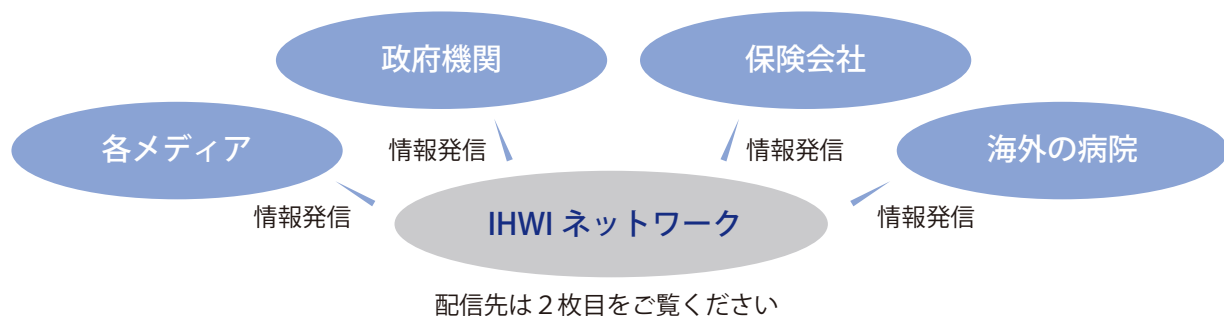 政府機関
保険会社
各メディア
海外の病院
情報発信
情報発信
情報発信
情報発信
IHWI ネットワーク
配信先は２枚目をご覧ください